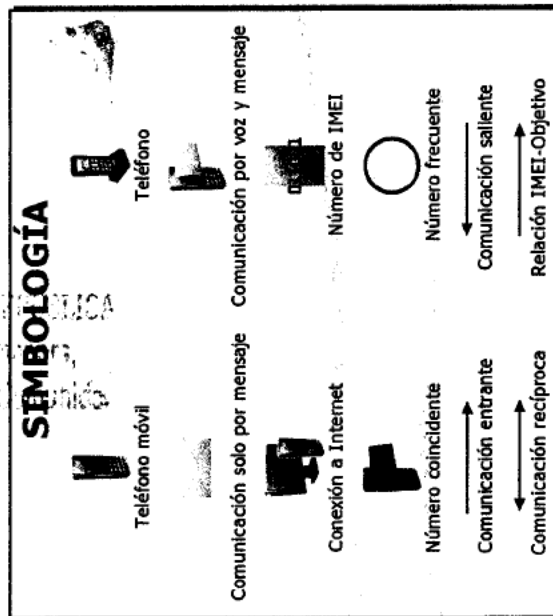 SIMBOLOGÍA
Teléfono móvil
Teléfono
Comunicación solo por mensaje
Comunicación por voz y mensaje
Conexión a Internet
Número de IMEI
Número coincidente
Número frecuente
Comunicación entrante
Comunicación saliente
Comunicación recíproca
Relación IMEI-Objetivo